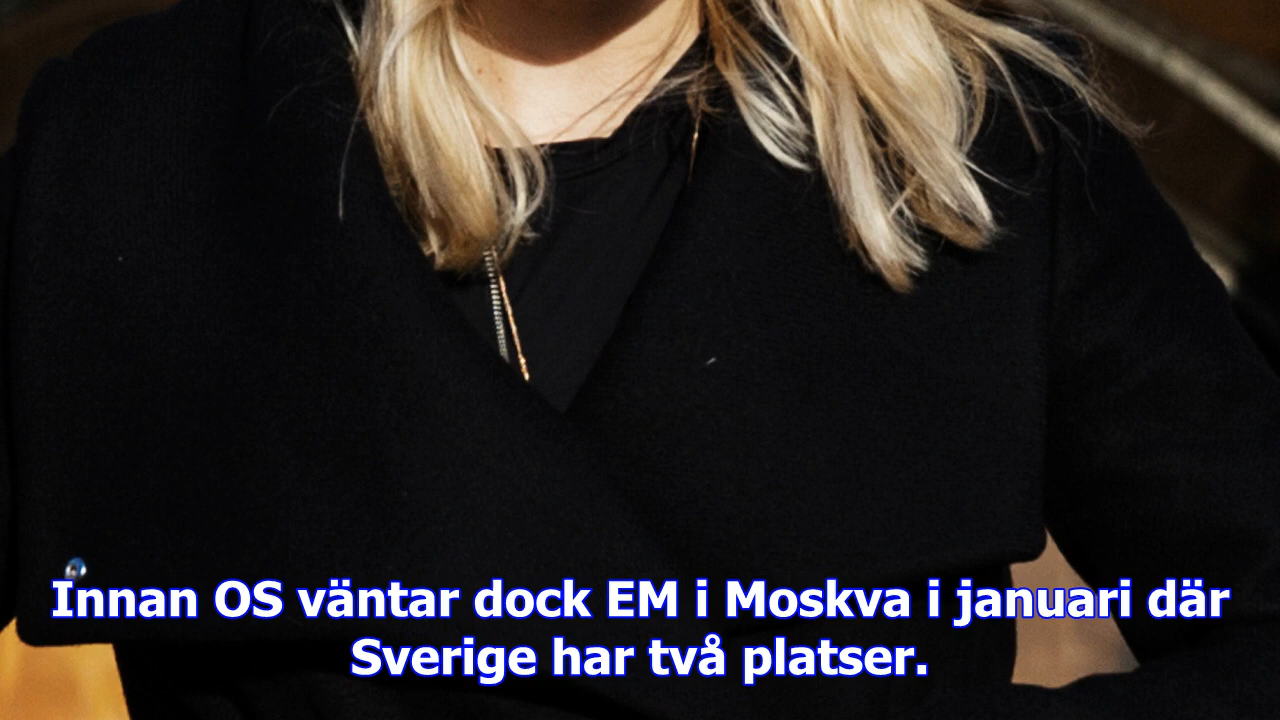 Innan OS väntar dock EM i Moskva i januari där
Sverige har två platser.